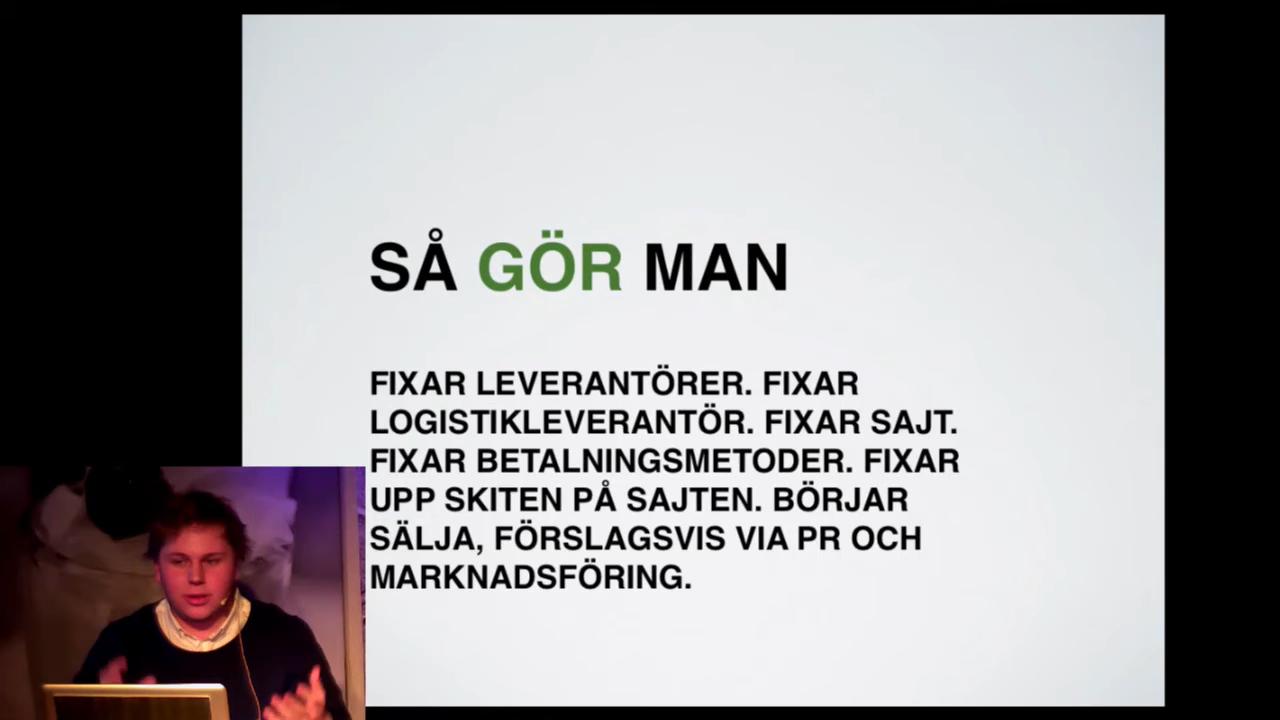 SÅ GÖR MAN
FIXAR LEVERANTÖRER. FIXAR
LOGISTIKLEVERANTÖR. FIXAR SAJT.
FIXAR BETALNINGSMETODER. FIXAR
UPP SKITEN PÅ SAJTEN. BÖRJAR
SÄLJA, FÖRSLAGSVIS VIA PR OCH
MARKNADSFÖRING.